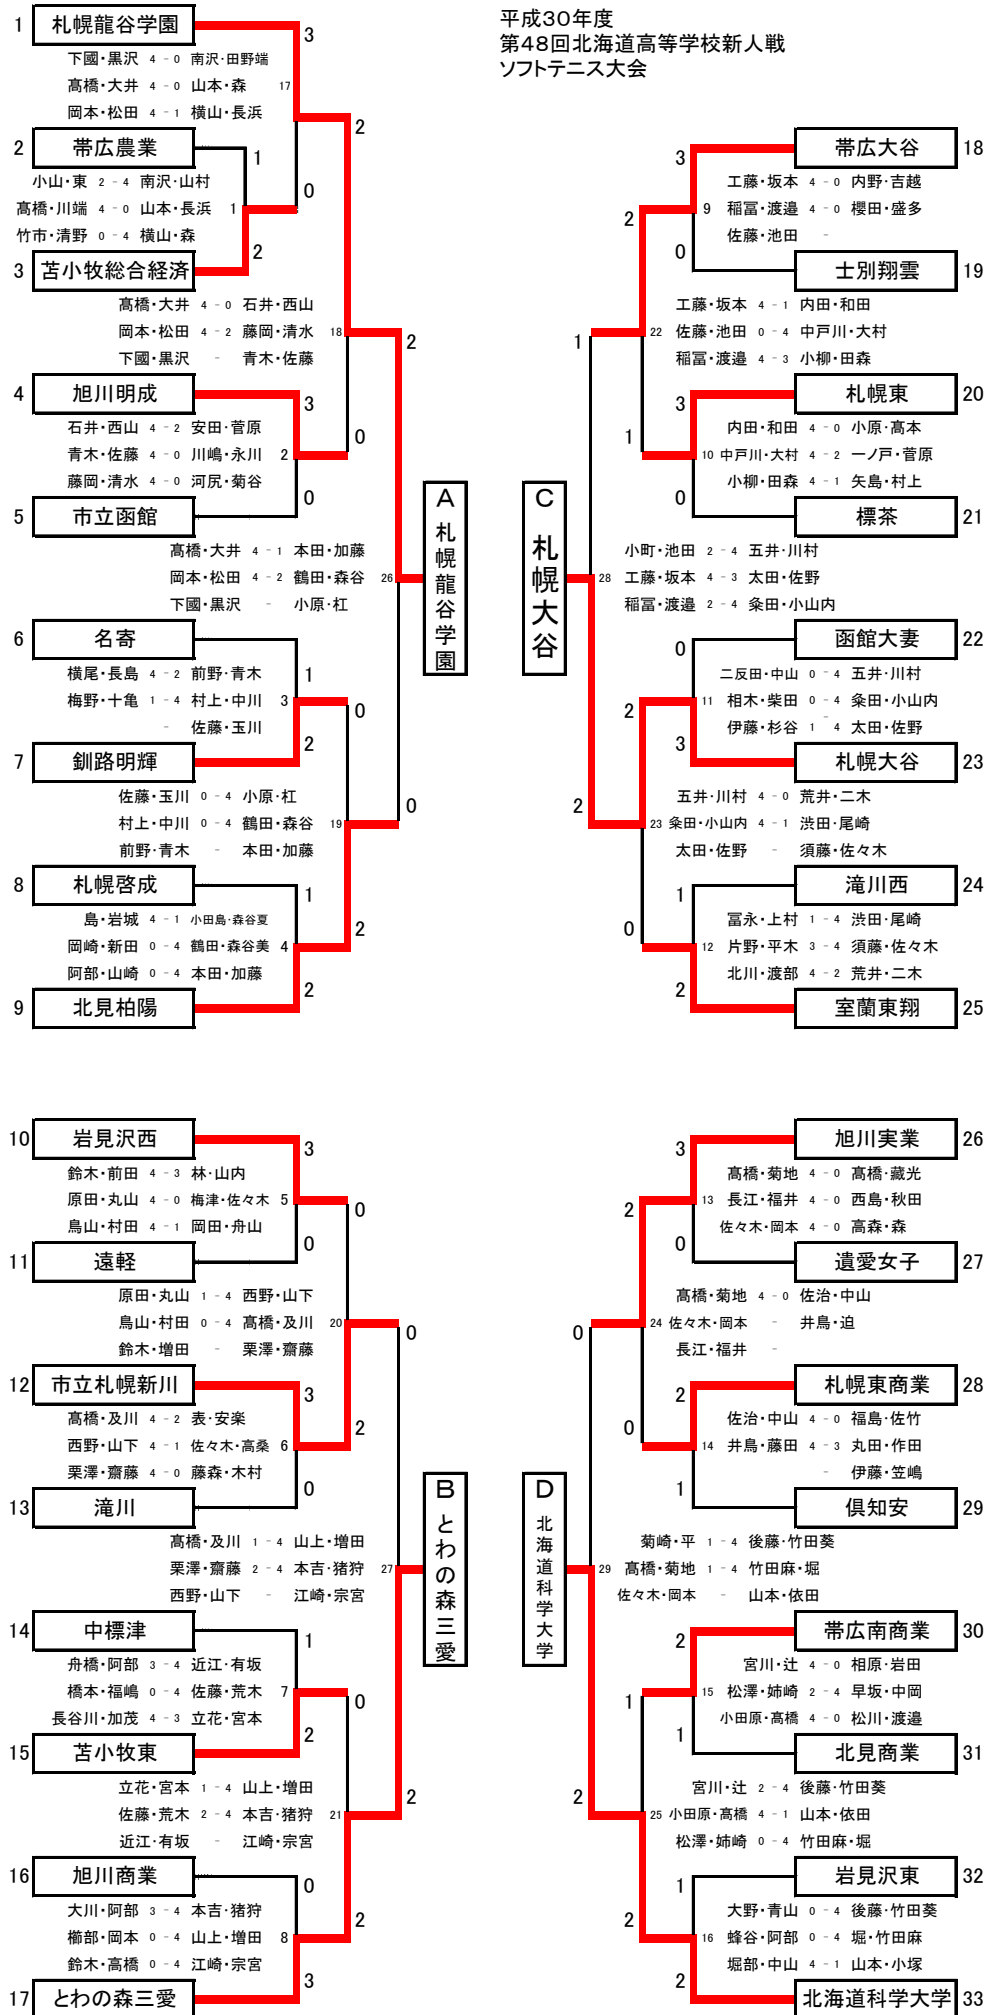 平成30年度
第48回北海道高等学校新人戦
ソフトテニス大会
1 札幌龍谷学園 3
下國・黒沢 4-0 南沢・田野端
髙橋・大井 4-0 山本・森 17
岡本・松田 4-1 横山・長浜
2
2 帯広農業 1
小山・東 2-4 南沢・山村 0
髙橋・川端 4-0 山本・長浜 1
竹市・清野 0-4 横山・森
2
3 苫小牧総合経済
髙橋・大井 4-0 石井・西山
岡本・松田 4-2 藤岡・清水 18
下國・黒沢 - 青木・佐藤
2
4 旭川明成 3
石井・西山 4-2 安田・菅原
青木・佐藤 4-0 川嶋・永川 2
藤岡・清水 4-0 河尻・菊谷
0
0
5 市立函館
髙橋・大井 4-1 本田・加藤
岡本・松田 4-2 鶴田・森谷 26
下國・黒沢 - 小原・杠
A 札幌龍谷学園
6 名寄 1
横尾・長島 4-2 前野・青木
梅野・十亀 1-4 村上・中川 3
- 佐藤・玉川
0
2
7 釧路明輝
佐藤・玉川 0-4 小原・杠
村上・中川 0-4 鶴田・森谷 19
前野・青木 - 本田・加藤
0
8 札幌啓成 1
島・岩城 4-1 小田島・森谷夏
岡崎・新田 0-4 鶴田・森谷美 4
阿部・山崎 0-4 本田・加藤
2
2
9 北見柏陽
10 岩見沢西 3
鈴木・前田 4-3 林・山内
原田・丸山 4-0 梅津・佐々木 5
鳥山・村田 4-1 岡田・舟山
0
0
11 遠軽
原田・丸山 1-4 西野・山下
鳥山・村田 0-4 髙橋・及川 20
鈴木・増田 - 栗澤・齋藤
0
12 市立札幌新川 3
髙橋・及川 4-2 表・安楽
西野・山下 4-1 佐々木・高桑 6
栗澤・齋藤 4-0 藤森・木村
2
0
13 滝川
髙橋・及川 1-4 山上・増田
栗澤・齋藤 2-4 本吉・猪狩 27
西野・山下 - 江崎・宗宮
B とわの森三愛
14 中標津 1
舟橋・阿部 3-4 近江・有坂
橋本・福嶋 0-4 佐藤・荒木 7
長谷川・加茂 4-3 立花・宮本
0
2
15 苫小牧東
立花・宮本 1-4 山上・増田
佐藤・荒木 2-4 本吉・猪狩 21
近江・有坂 - 江崎・宗宮
2
16 旭川商業 0
大川・阿部 3-4 本吉・猪狩
櫛部・岡本 0-4 山上・増田 8
鈴木・高橋 0-4 江崎・宗宮
2
3
17 とわの森三愛
3 帯広大谷 18
工藤・坂本 4-0 内野・吉越
9 稲冨・渡邉 4-0 櫻田・盛多
佐藤・池田 -
2
0
士別翔雲 19
工藤・坂本 4-1 内田・和田
22 佐藤・池田 0-4 中戸川・大村
稲冨・渡邉 4-3 小柳・田森
1
3 札幌東 20
内田・和田 4-0 小原・髙本
10 中戸川・大村 4-2 一ノ戸・菅原
小柳・田森 4-1 矢島・村上
1
0
標茶 21
小町・池田 2-4 五井・川村
28 工藤・坂本 4-3 太田・佐野
稲冨・渡邉 2-4 粂田・小山内
C 札幌大谷
0 函館大妻 22
二反田・中山 0-4 五井・川村
11 相木・柴田 0-4 粂田・小山内
伊藤・杉谷 1-4 太田・佐野
2
3
札幌大谷 23
五井・川村 4-0 荒井・二木
23 粂田・小山内 4-1 渋田・尾崎
太田・佐野 - 須藤・佐々木
2
1 滝川西 24
冨永・上村 1-4 渋田・尾崎
12 片野・平木 3-4 須藤・佐々木
北川・渡部 4-2 荒井・二木
0
2
室蘭東翔 25
3 旭川実業 26
髙橋・菊地 4-0 髙橋・藏光
13 長江・福井 4-0 西島・秋田
佐々木・岡本 4-0 高森・森
2
0
遺愛女子 27
髙橋・菊地 4-0 佐治・中山
24 佐々木・岡本 - 井鳥・迫
長江・福井 -
0
2 札幌東商業 28
佐治・中山 4-0 福島・佐竹
14 井鳥・藤田 4-3 丸田・作田
- 伊藤・笠嶋
0
1
倶知安 29
菊崎・平 1-4 後藤・竹田葵
29 髙橋・菊地 1-4 竹田麻・堀
佐々木・岡本 - 山本・依田
D 北海道科学大学
2 帯広南商業 30
宮川・辻 4-0 相原・岩田
15 松澤・姉崎 2-4 早坂・中岡
小田原・髙橋 4-0 松川・渡邉
1
1
北見商業 31
宮川・辻 2-4 後藤・竹田葵
25 小田原・髙橋 4-1 山本・依田
松澤・姉崎 0-4 竹田麻・堀
2
1 岩見沢東 32
大野・青山 0-4 後藤・竹田葵
16 蜂谷・阿部 0-4 堀・竹田麻
堀部・中山 4-1 山本・小塚
2
2
北海道科学大学 33